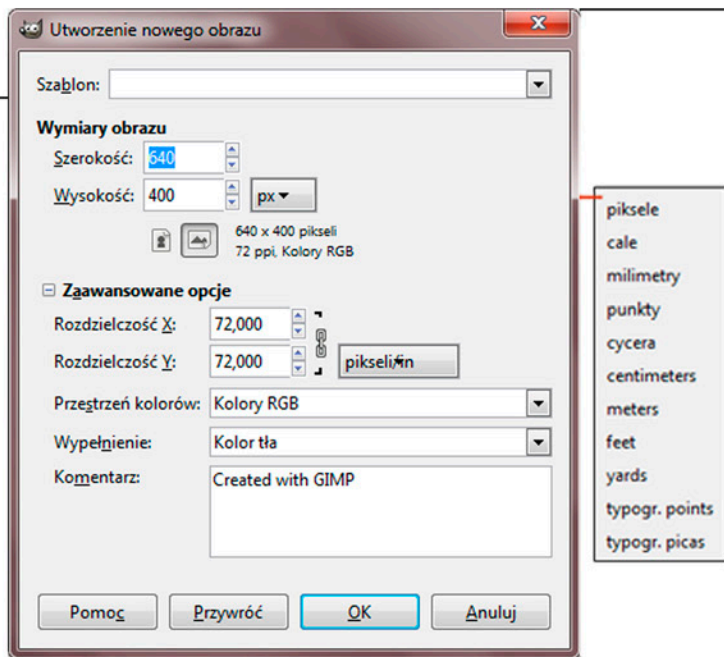 Utworzenie nowego obrazu
Szablon:
Wymiary obrazu
Szerokość: 640
Wysokość: 400 px
640 x 400 pikseli
72 ppi, Kolory RGB
Zaawansowane opcje
Rozdzielczość X: 72,000
Rozdzielczość Y: 72,000 pikseli/in
Przestrzeń kolorów: Kolory RGB
Wypełnienie: Kolor tła
Komentarz: Created with GIMP
Pomoc Przywróć OK Anuluj
piksele
cale
milimetry
punkty
cycera
centimeters
meters
feet
yards
typogr. points
typogr. picas